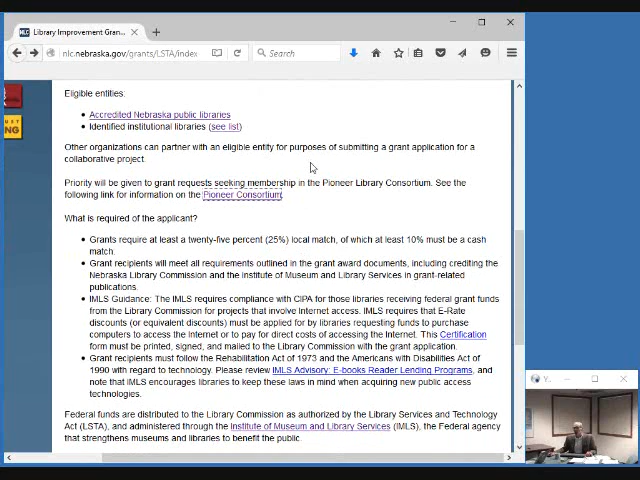 Library Improvement Gran...
nlc.nebraska.gov/grants/LSTA/index
Search
Eligible entities:
Accredited Nebraska public libraries
Identified institutional libraries (see list)
Other organizations can partner with an eligible entity for purposes of submitting a grant application for a
collaborative project.
Priority will be given to grant requests seeking membership in the Pioneer Library Consortium. See the
following link for information on the Pioneer Consortium.
What is required of the applicant?
Grants require at least a twenty-five percent (25%) local match, of which at least 10% must be a cash
match.
Grant recipients will meet all requirements outlined in the grant award documents, including crediting the
Nebraska Library Commission and the institute of Museum and Library Services in grant-related
publications.
IMLS Guidance: The IMLS requires compliance with CIPA for those libraries receiving federal grant funds
from the Library Commission for projects that involve Internet access. IMLS requires that E-Rate
discounts (or equivalent discounts) must be applied for by libraries requesting funds to purchase
computers to access the Internet or to pay for direct costs of accessing the Internet. This Certification
form must be printed, signed, and mailed to the Library Commission with the grant application.
Grant recipients must follow the Rehabilitation Act of 1973 and the Americans with Disabilities Act of
1990 with regard to technology. Please review IMLS Advisory: E-books Reader Lending Programs, and
note that IMLS encourages libraries to keep these laws in mind when acquiring new public access
technologies.
Federal funds are distributed to the Library Commission as authorized by the Library Services and Technology
Act (LSTA), and administered through the Institute of Museum and Library Services (IMLS), the Federal agency
that strengthens museums and libraries to benefit the public.